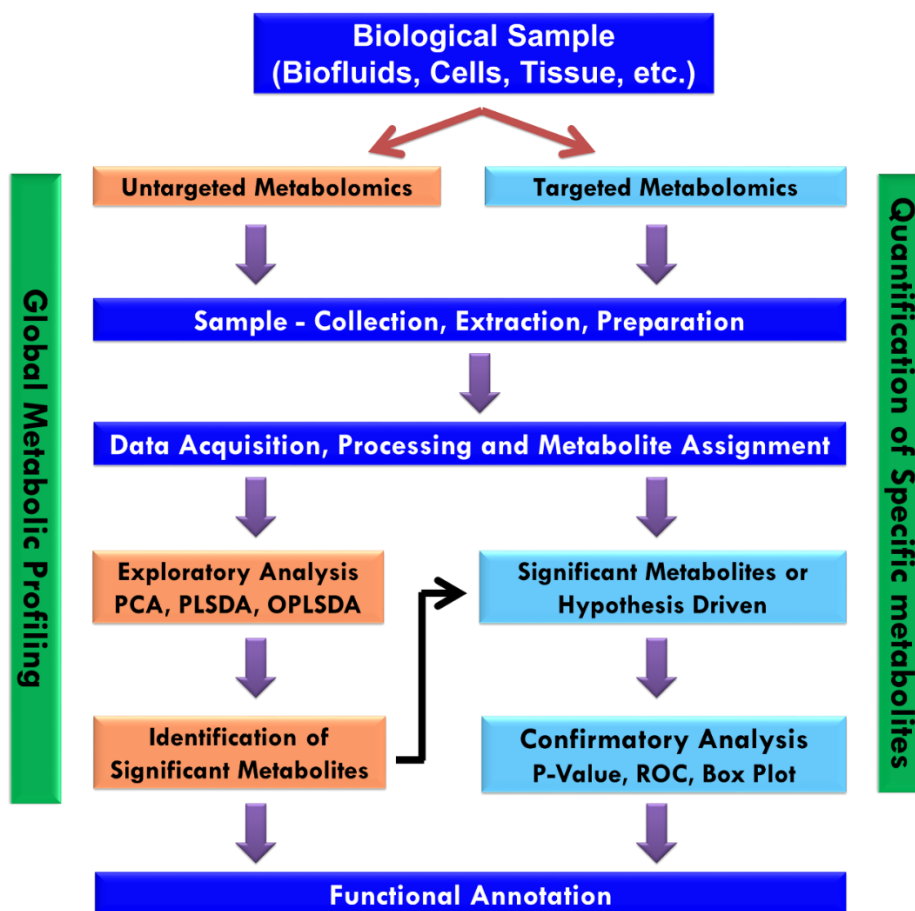 Biological Sample
(Biofluids, Cells, Tissue, etc.)
Untargeted Metabolomics
Targeted Metabolomics
Global Metabolic Profiling
Quantification of Specific metabolites
Sample - Collection, Extraction, Preparation
Data Acquisition, Processing and Metabolite Assignment
Exploratory Analysis
PCA, PLSDA, OPLSDA
Significant Metabolites or
Hypothesis Driven
Identification of
Significant Metabolites
Confirmatory Analysis
P-Value, ROC, Box Plot
Functional Annotation